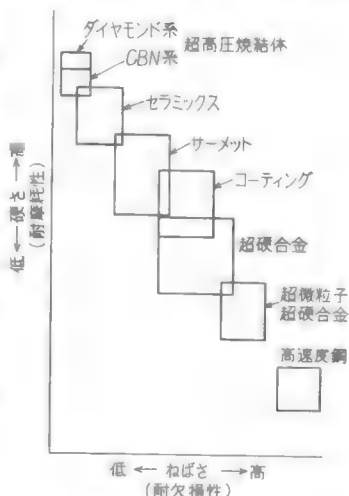 ダイヤモンド系
CBN系
超高圧焼結体
セラミックス
サーメット
コーティング
超硬合金
超微粒子
超硬合金
高速度鋼
低←硬さ→高
(耐摩耗性)
低←ねばさ→高
(耐欠損性)